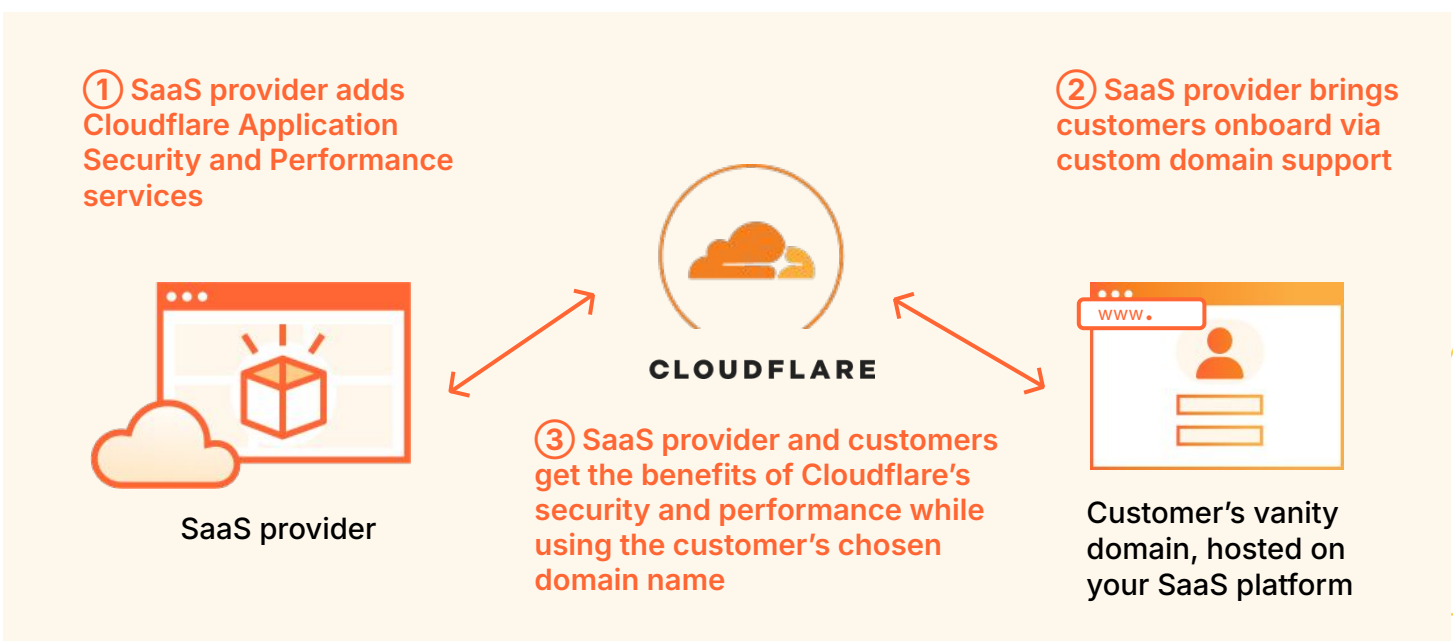 ① SaaS provider adds
Cloudflare Application
Security and Performance
services
② SaaS provider brings
customers onboard via
custom domain support
CLOUDFLARE
www.
③ SaaS provider and customers
get the benefits of Cloudflare’s
security and performance while
using the customer’s chosen
domain name
SaaS provider
Customer’s vanity
domain, hosted on
your SaaS platform